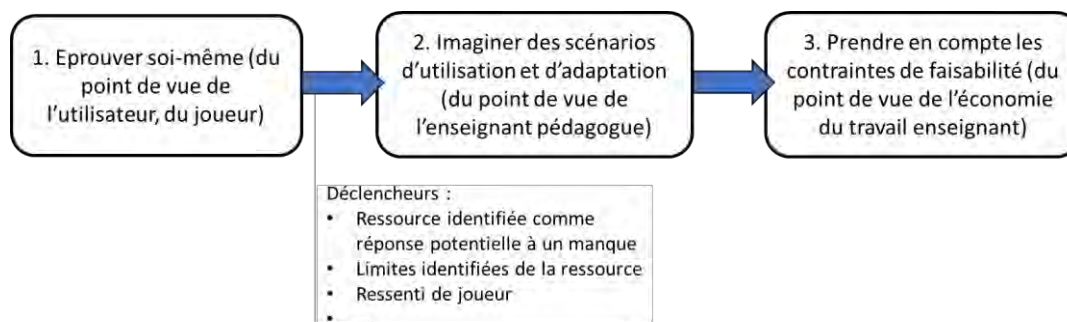 1. Eprouver soi-même (du
point de vue de
l’utilisateur, du joueur)
2. Imaginer des scénarios
d’utilisation et d’adaptation
(du point de vue de
l’enseignant pédagogue)
3. Prendre en compte les
contraintes de faisabilité (du
point de vue de l’économie
du travail enseignant)
Déclencheurs :
• Ressource identifiée comme
réponse potentielle à un manque
• Limites identifiées de la ressource
• Ressenti de joueur
•